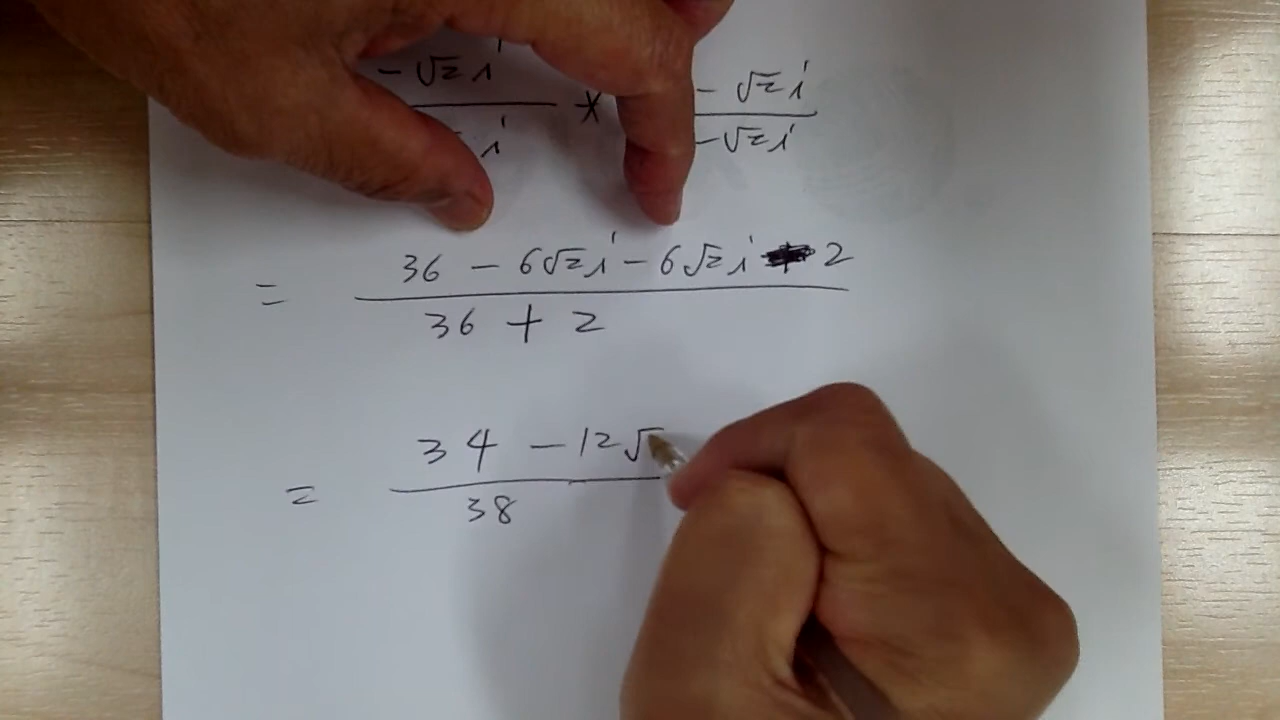 - √2 i * - √2 i
i - √2 i
= 36 - 6√2 i - 6√2 i 2
36 + 2
= 34 - 12√
38